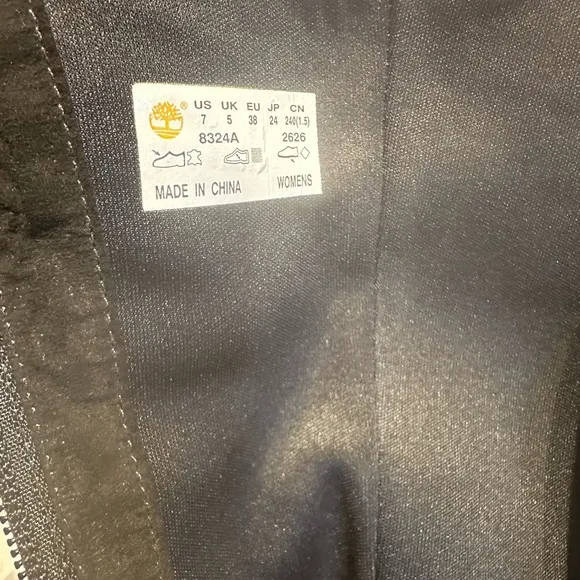 ® US UK EU JP CN
7 5 38 24 240(1.5)
8324A 2626
MADE IN CHINA WOMENS